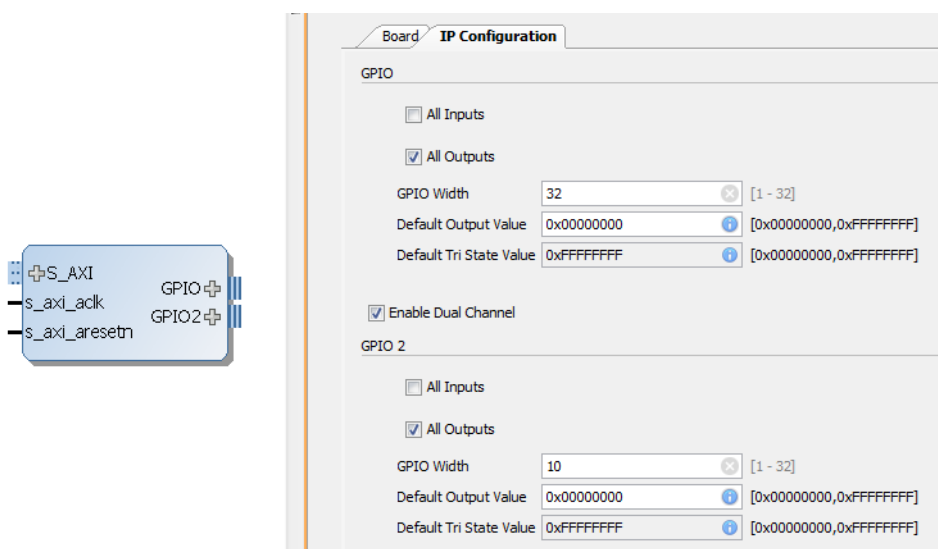 S_AXI
s_axi_aclk
s_axi_aresetn
GPIO
GPIO2
Board IP Configuration
GPIO
All Inputs
All Outputs
GPIO Width 32 [1 - 32]
Default Output Value 0x00000000 [0x00000000,0xFFFFFFFF]
Default Tri State Value 0xFFFFFFFF [0x00000000,0xFFFFFFFF]
Enable Dual Channel
GPIO 2
All Inputs
All Outputs
GPIO Width 10 [1 - 32]
Default Output Value 0x00000000 [0x00000000,0xFFFFFFFF]
Default Tri State Value 0xFFFFFFFF [0x00000000,0xFFFFFFFF]